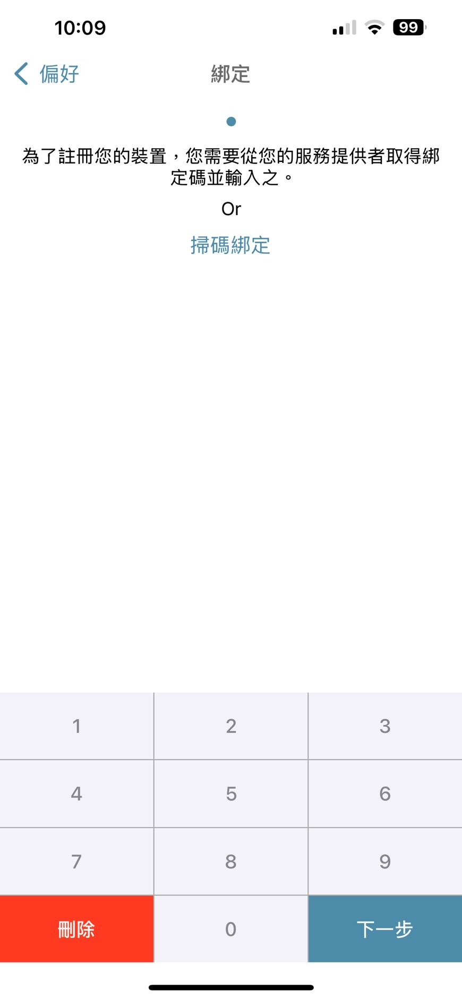 10:09
99
偏好
綁定
為了註冊您的裝置，您需要從您的服務提供者取得綁
定碼並輸入之。
Or
掃碼綁定
1 2 3
4 5 6
7 8 9
刪除 0 下一步